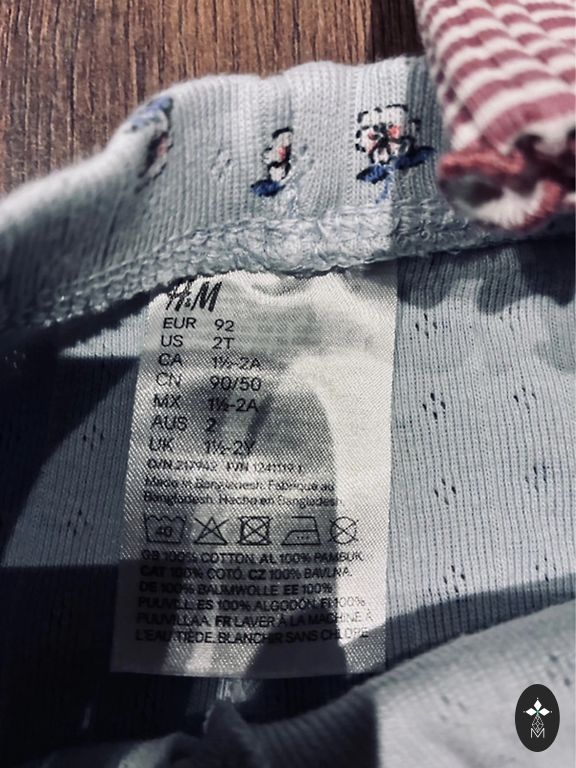 H&M
EUR 92
US 2T
CA 1½-2A
CN 90/50
MX 1½-2A
AUS 2
UK 1½-2Y
Made in Bangladesh. Fabriqué au
Bangladesh. Hecho en Bangladesh.
40
GB 100% COTTON. AL 100% PAMBUK.
CAT 100% COTÓ. CZ 100% BAVLNA.
DE 100% BAUMWOLLE EE 100%
PUUVILL. ES 100% ALGODÓN. FI 100%
PUUVILLAA. FR LAVER À LA MACHINE À
L'EAU TIÈDE. BLANCHIR SANS CHLORE
M